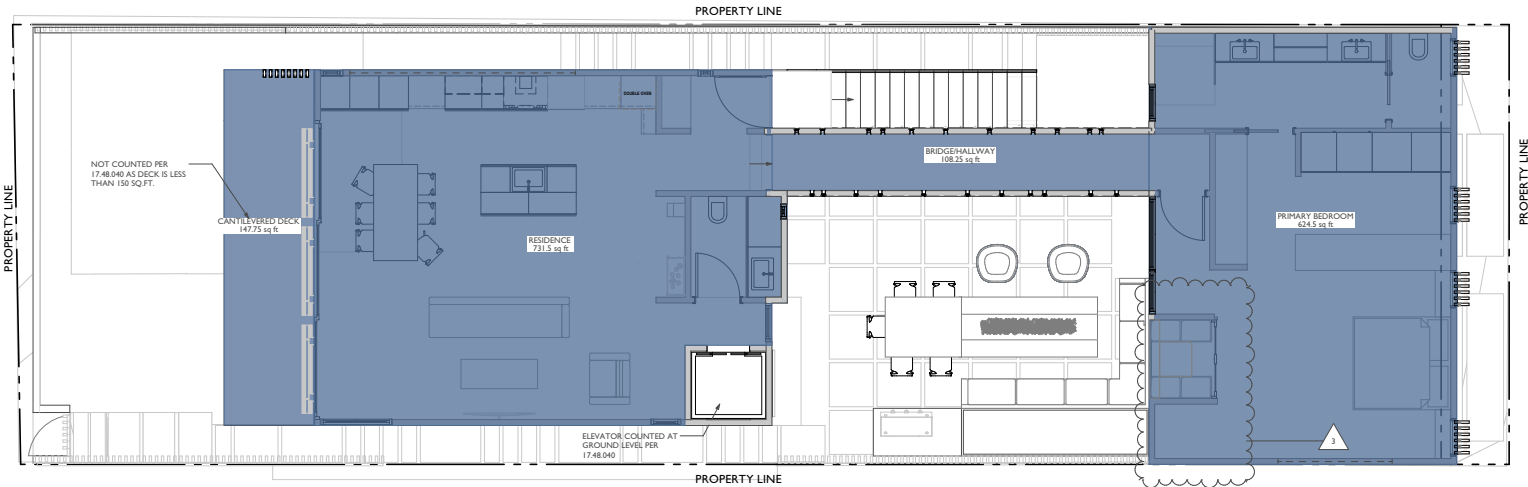 PROPERTY LINE
DOUBLE OVEN
NOT COUNTED PER
17.48.040 AS DECK IS LESS
THAN 150 SQ.FT.
BRIDGE/HALLWAY
108.25 sq ft
PROPERTY LINE
PROPERTY LINE
CANTILEVERED DECK
147.75 sq ft
RESIDENCE
731.5 sq ft
PRIMARY BEDROOM
624.5 sq ft
ELEVATOR COUNTED AT
GROUND LEVEL PER
17.48.040
3
PROPERTY LINE